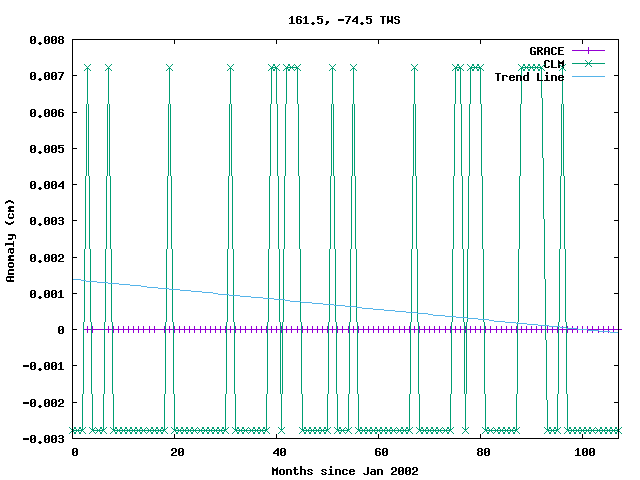 161.5, -74.5 TWS
GRACE
CLM
Trend Line
0.008
0.007
0.006
0.005
0.004
0.003
0.002
0.001
0
-0.001
-0.002
-0.003
Anomaly (cm)
0 20 40 60 80 100
Months since Jan 2002